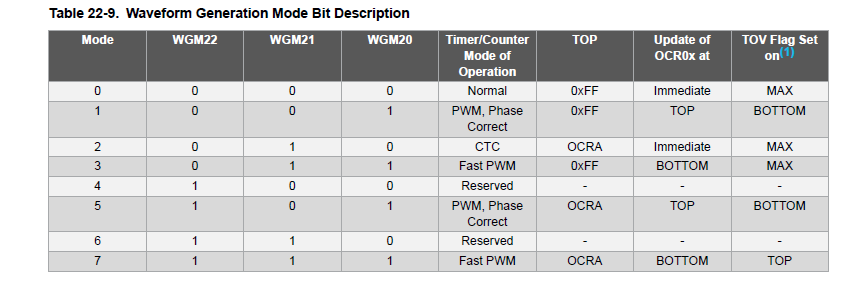 Table 22-9. Waveform Generation Mode Bit Description
Mode WGM22 WGM21 WGM20 Timer/Counter Mode of Operation TOP Update of OCR0x at TOV Flag Set on(1)
0 0 0 0 Normal 0xFF Immediate MAX
1 0 0 1 PWM, Phase Correct 0xFF TOP BOTTOM
2 0 1 0 CTC OCRA Immediate MAX
3 0 1 1 Fast PWM 0xFF BOTTOM MAX
4 1 0 0 Reserved - - -
5 1 0 1 PWM, Phase Correct OCRA TOP BOTTOM
6 1 1 0 Reserved - - -
7 1 1 1 Fast PWM OCRA BOTTOM TOP